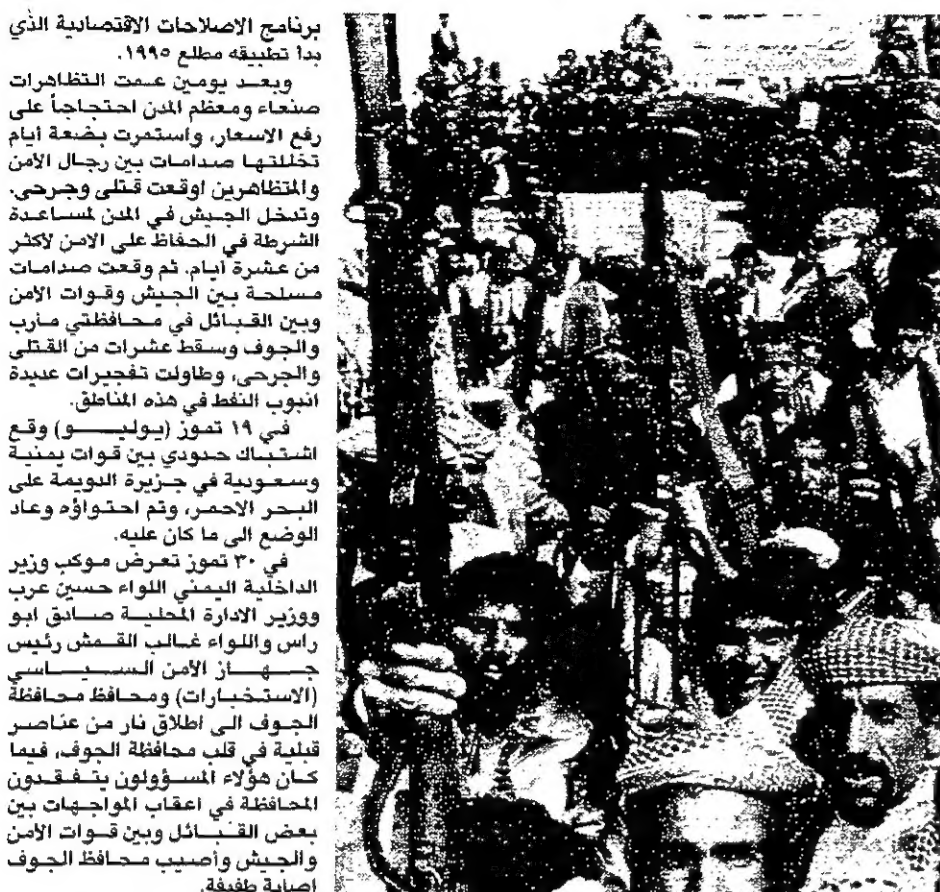 برنامج الاصلاحات الاقتصادية الذي
بدأ تطبيقه مطلع ١٩٩٥.
وبعد يومين عمت التظاهرات
صنعاء ومعظم المدن احتجاجاً على
رفع الاسعار، واستمرت بضعة ايام
تخللتها صدامات بين رجال الأمن
والمتظاهرين اوقعت قتلى وجرحى.
وتدخل الجيش في المدن لمساعدة
الشرطة في الحفاظ على الامن لأكثر
من عشرة ايام. ثم وقعت صدامات
مسلحة بين الجيش وقوات الأمن
وبين القبائل في محافظتي مارب
والجوف وسقط عشرات من القتلى
والجرحى، وطاولت تفجيرات عديدة
انبوب النفط في هذه المناطق.
في ١٩ تموز (يوليو) وقع
اشتباك حدودي بين قوات يمنية
وسعودية في جزيرة الدويمة على
البحر الاحمر، وتم احتواؤه وعاد
الوضع الى ما كان عليه.
في ٣٠ تموز تعرض موكب وزير
الداخلية اليمني اللواء حسين عرب
ووزير الادارة المحلية صادق ابو
راس واللواء غالب القمش رئيس
جهاز الأمن السياسي
(الاستخبارات) ومحافظ محافظة
الجوف الى اطلاق نار من عناصر
قبلية في قلب محافظة الجوف، فيما
كان هؤلاء المسؤولون يتفقدون
المحافظة في اعقاب المواجهات بين
بعض القبائل وبين قوات الأمن
والجيش وأصيب محافظ الجوف
اصابة طفيفة.